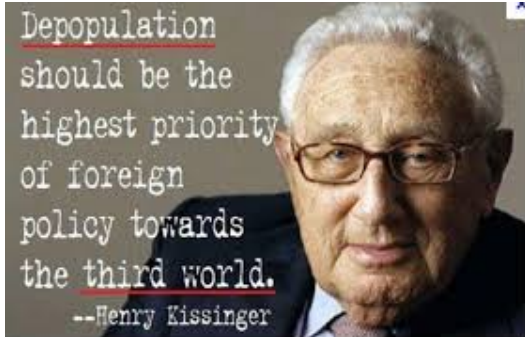 Depopulation
should be the
highest priority
of foreign
policy towards
the third world.
--Henry Kissinger